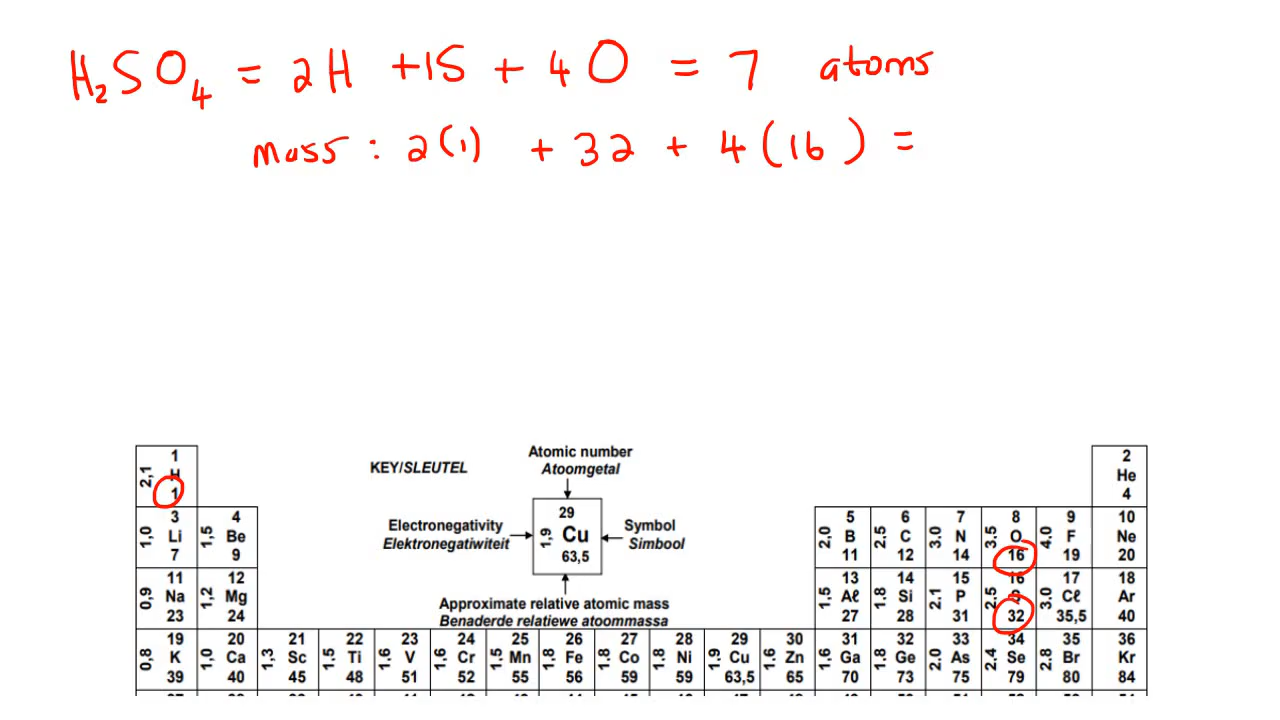 H₂SO₄ = 2H + 1S + 4O = 7 atoms
mass : 2(1) + 32 + 4(16) =
KEY/SLEUTEL
Atomic number
Atoomgetal
Electronegativity
Elektronegatiwiteit
29
1,9 Cu
63,5
Symbol
Simbool
Approximate relative atomic mass
Benaderde relatiewe atoommassa
1 2
2,1 H He
1 4
3 4 5 6 7 8 9 10
1,0 Li 1,5 Be 2,0 B 2,5 C 3,0 N 3,5 O 4,0 F Ne
7 9 11 12 14 16 19 20
11 12 13 14 15 16 17 18
0,9 Na 1,2 Mg 1,5 Aℓ 1,8 Si 2,1 P 2,5 S 3,0 Cℓ Ar
23 24 27 28 31 32 35,5 40
19 20 21 22 23 24 25 26 27 28 29 30 31 32 33 34 35 36
0,8 K 1,0 Ca 1,3 Sc 1,5 Ti 1,6 V 1,6 Cr 1,5 Mn 1,8 Fe 1,8 Co 1,8 Ni 1,9 Cu 1,6 Zn 1,6 Ga 1,8 Ge 2,0 As 2,4 Se 2,8 Br Kr
39 40 45 48 51 52 55 56 59 59 63,5 65 70 73 75 79 80 84